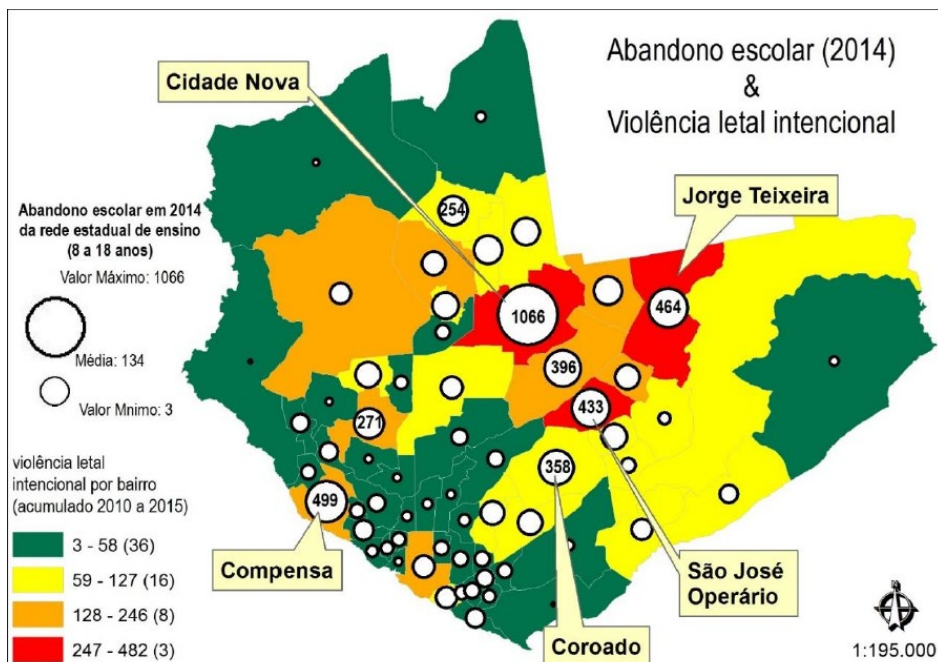 Abandono escolar (2014)
&
Violência letal intencional
Cidade Nova
Jorge Teixeira
Abandono escolar em 2014
da rede estadual de ensino
(8 a 18 anos)
Valor Máximo: 1066
Média: 134
Valor Mnimo: 3
254
1066
464
396
433
271
358
499
violência letal
intencional por bairro
(acumulado 2010 a 2015)
3 - 58 (36)
59 - 127 (16)
128 - 246 (8)
247 - 482 (3)
Compensa
São José
Operário
Coroado
1:195.000